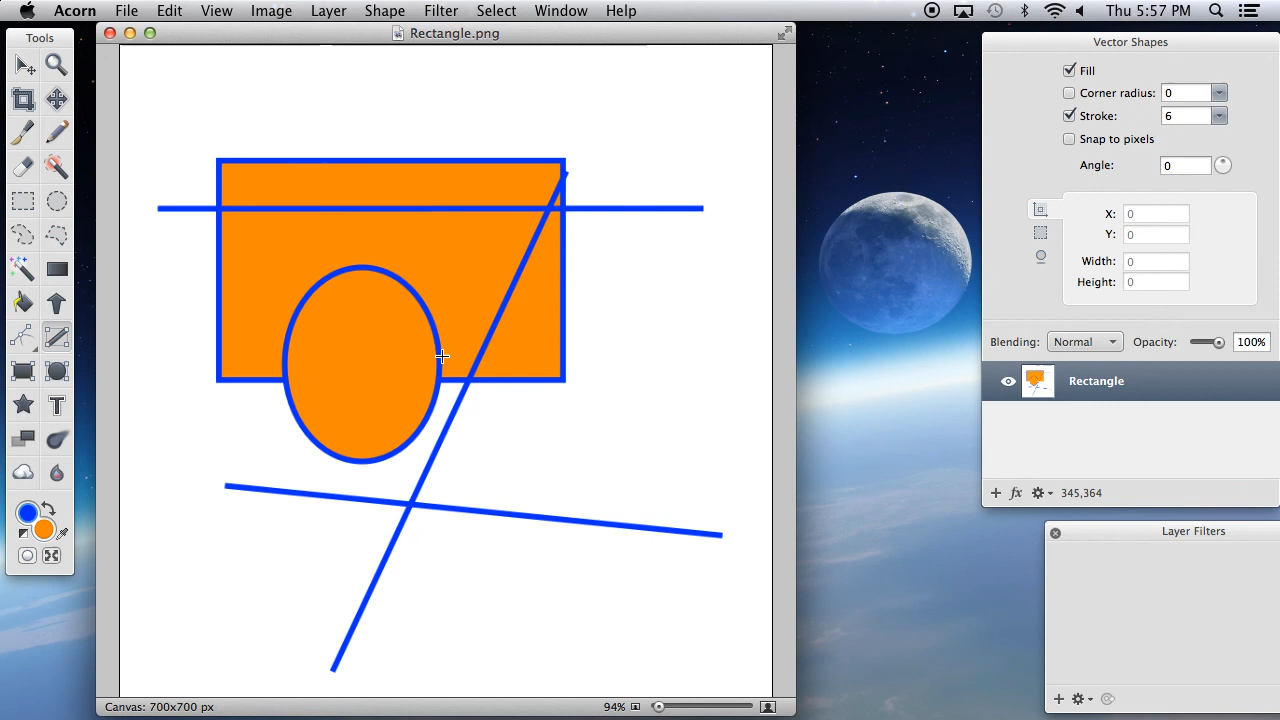 Acorn File Edit View Image Layer Shape Filter Select Window Help Thu 5:57 PM
Tools
Rectangle.png
Vector Shapes
Fill
Corner radius: 0
Stroke: 6
Snap to pixels
Angle: 0
X: 0
Y: 0
Width: 0
Height: 0
Blending: Normal Opacity: 100%
Rectangle
T
fx 345,364
Layer Filters
Canvas: 700x700 px 94%